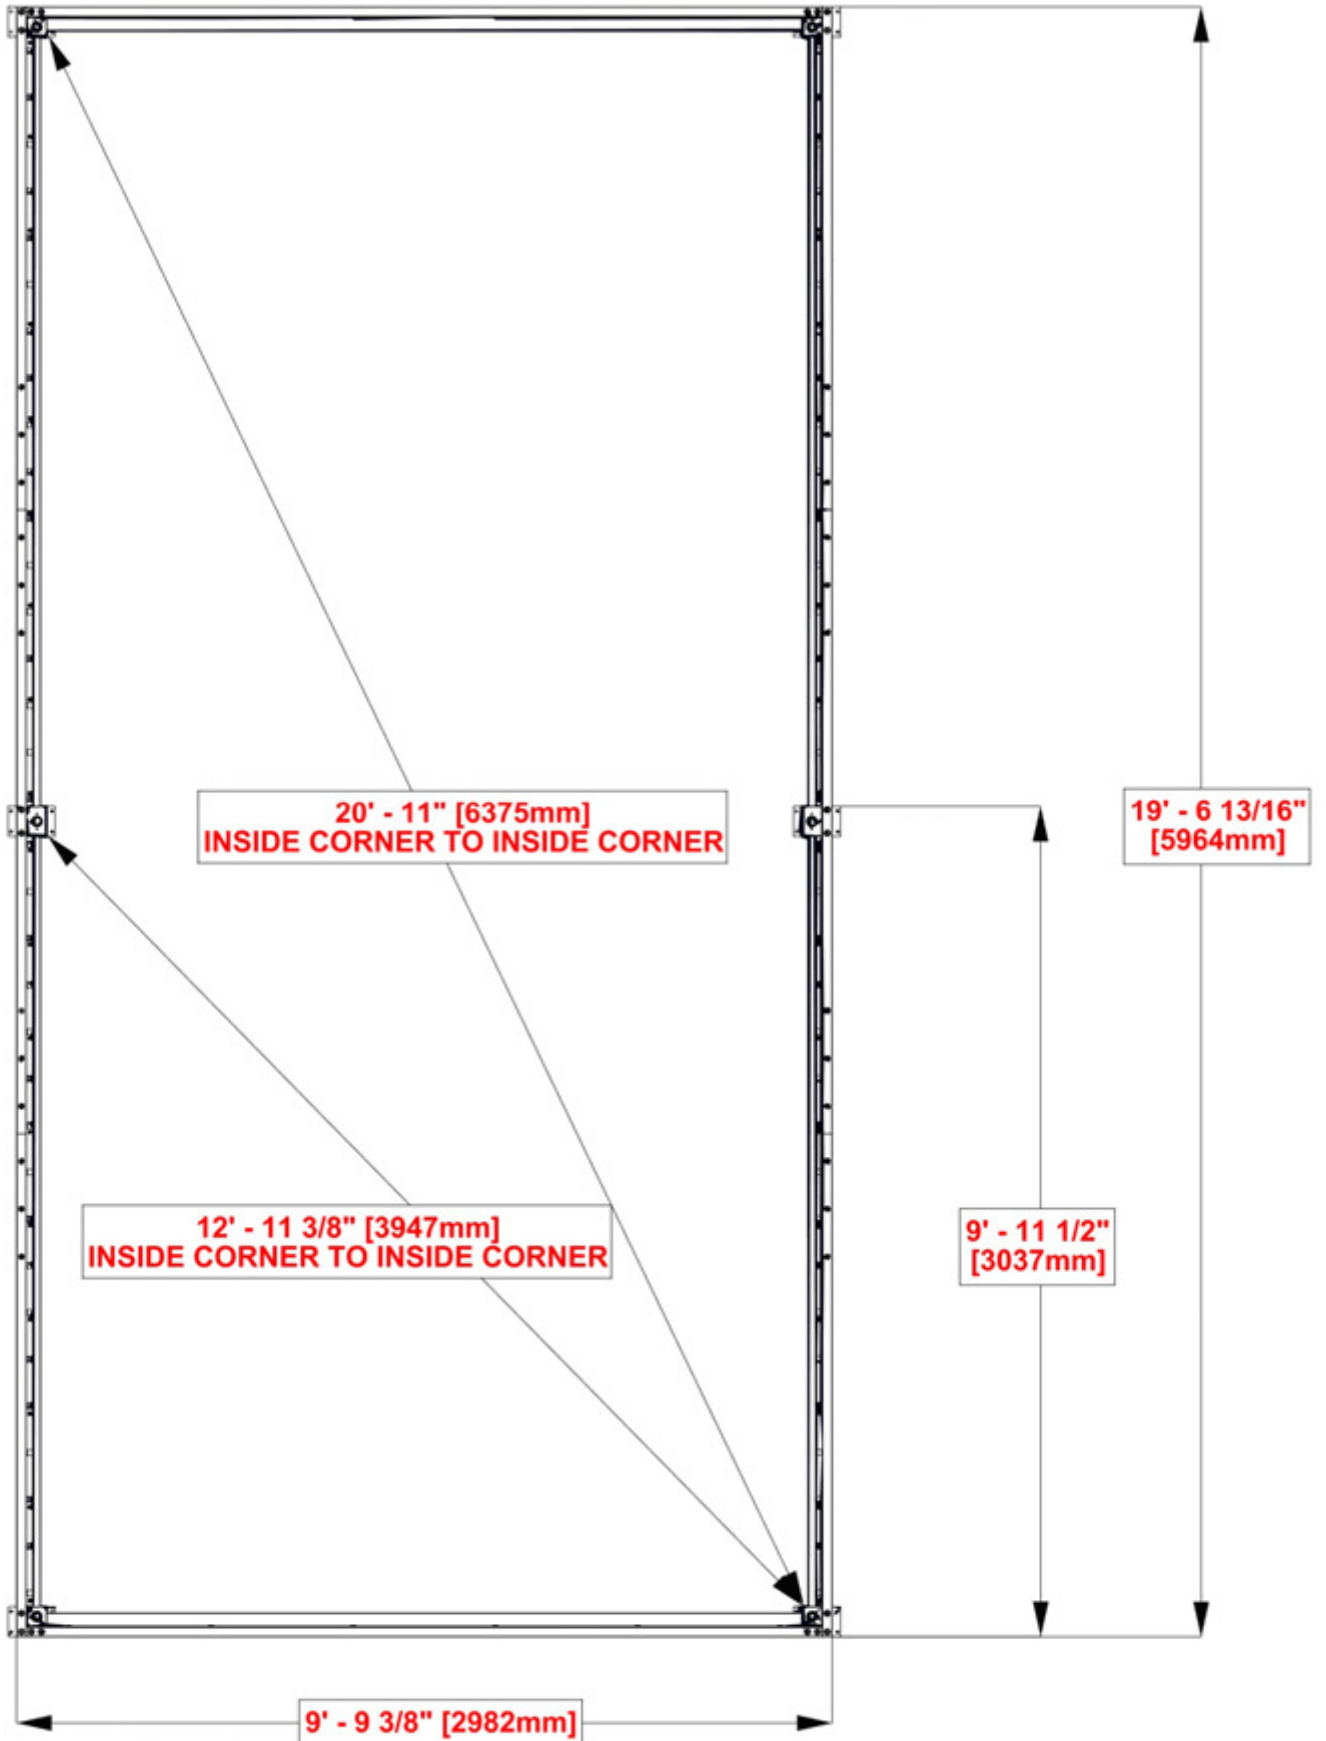 20' - 11" [6375mm]
INSIDE CORNER TO INSIDE CORNER
19' - 6 13/16"
[5964mm]
12' - 11 3/8" [3947mm]
INSIDE CORNER TO INSIDE CORNER
9' - 11 1/2"
[3037mm]
9' - 9 3/8" [2982mm]